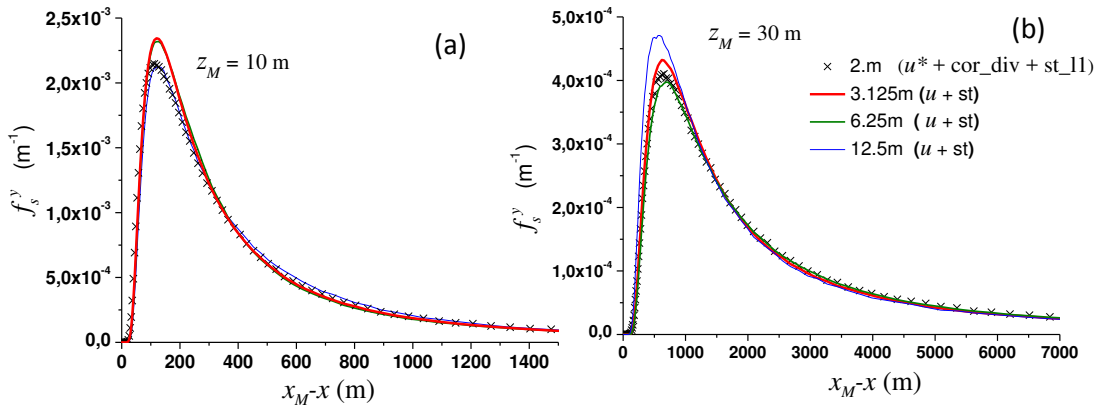 (a)
z_M = 10 m
2,5x10⁻³
2,0x10⁻³
1,5x10⁻³
1,0x10⁻³
5,0x10⁻⁴
0,0
f_s^y (m⁻¹)
0 200 400 600 800 1000 1200 1400
x_M-x (m)
(b)
z_M = 30 m
× 2.m (u* + cor_div + st_l1)
3.125m (u + st)
6.25m ( u + st)
12.5m (u + st)
5,0x10⁻⁴
4,0x10⁻⁴
3,0x10⁻⁴
2,0x10⁻⁴
1,0x10⁻⁴
0,0
f_s^y (m⁻¹)
0 1000 2000 3000 4000 5000 6000 7000
x_M-x (m)